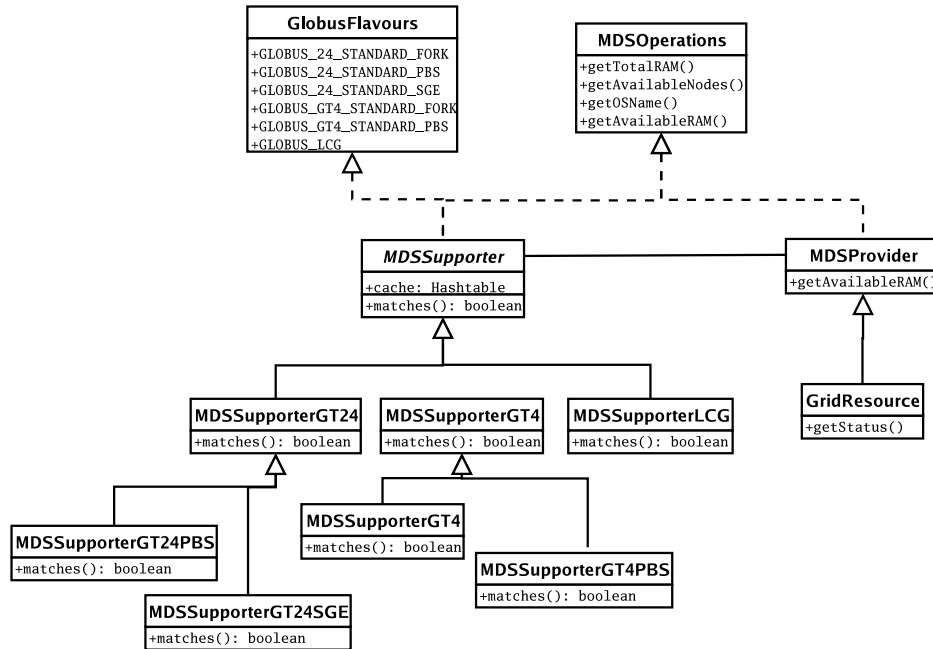 GlobusFlavours
+GLOBUS_24_STANDARD_FORK
+GLOBUS_24_STANDARD_PBS
+GLOBUS_24_STANDARD_SGE
+GLOBUS_GT4_STANDARD_FORK
+GLOBUS_GT4_STANDARD_PBS
+GLOBUS_LCG
MDSOperations
+getTotalRAM()
+getAvailableNodes()
+getOSName()
+getAvailableRAM()
MDSSupporter
+cache: Hashtable
+matches(): boolean
MDSProvider
+getAvailableRAM()
MDSSupporterGT24
+matches(): boolean
MDSSupporterGT4
+matches(): boolean
MDSSupporterLCG
+matches(): boolean
GridResource
+getStatus()
MDSSupporterGT24PBS
+matches(): boolean
MDSSupporterGT4
+matches(): boolean
MDSSupporterGT4PBS
+matches(): boolean
MDSSupporterGT24SGE
+matches(): boolean